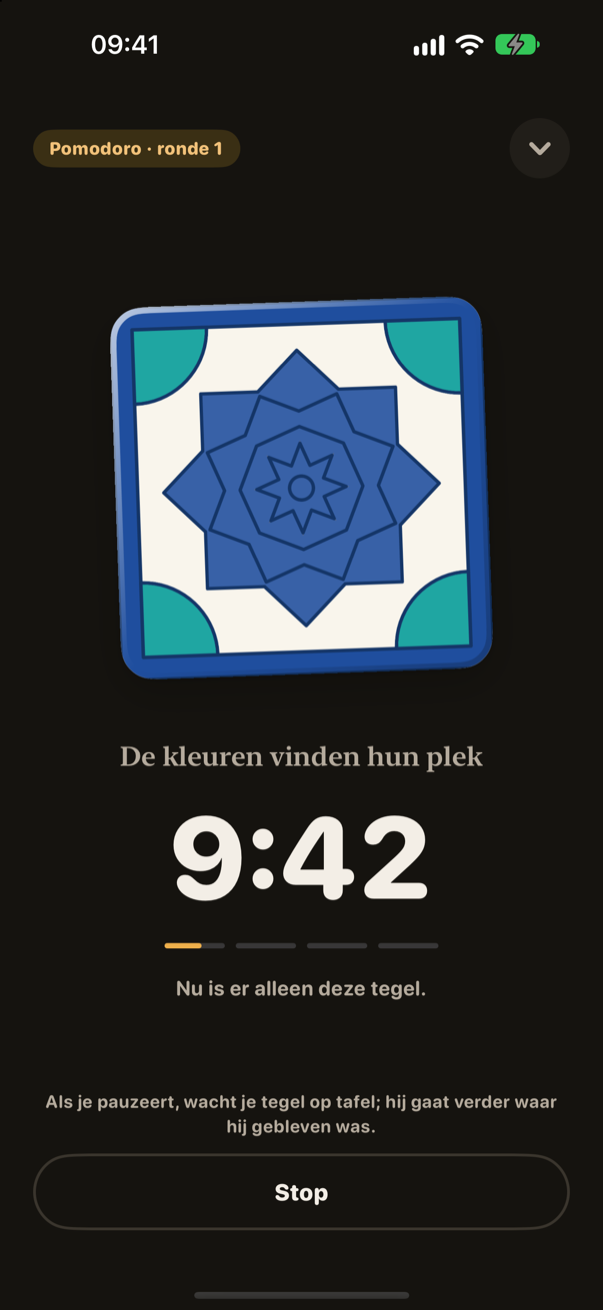 09:41
Pomodoro · ronde 1
De kleuren vinden hun plek
9:42
Nu is er alleen deze tegel.
Als je pauzeert, wacht je tegel op tafel; hij gaat verder waar
hij gebleven was.
Stop